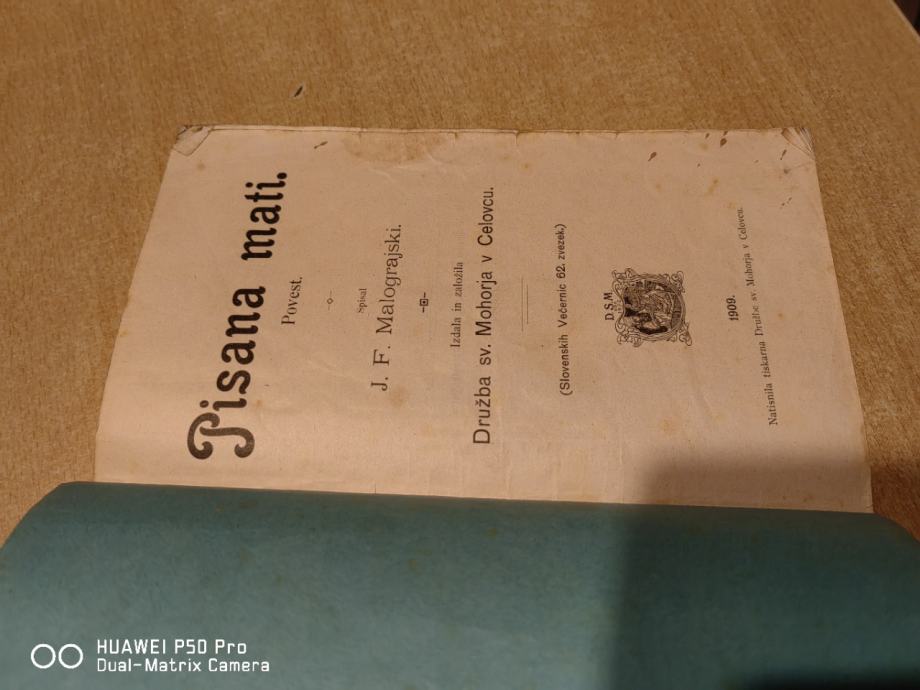 Pisana mati.
Povest.
Spisal
J. F. Malograjski.
Izdala in založila
Družba sv. Mohorja v Celovcu.
(Slovenskih Večernic 62. zvezek.)
D S M
1909.
Natisnila tiskarna Družbe sv. Mohorja v Celovcu.
HUAWEI P50 Pro
Dual-Matrix Camera